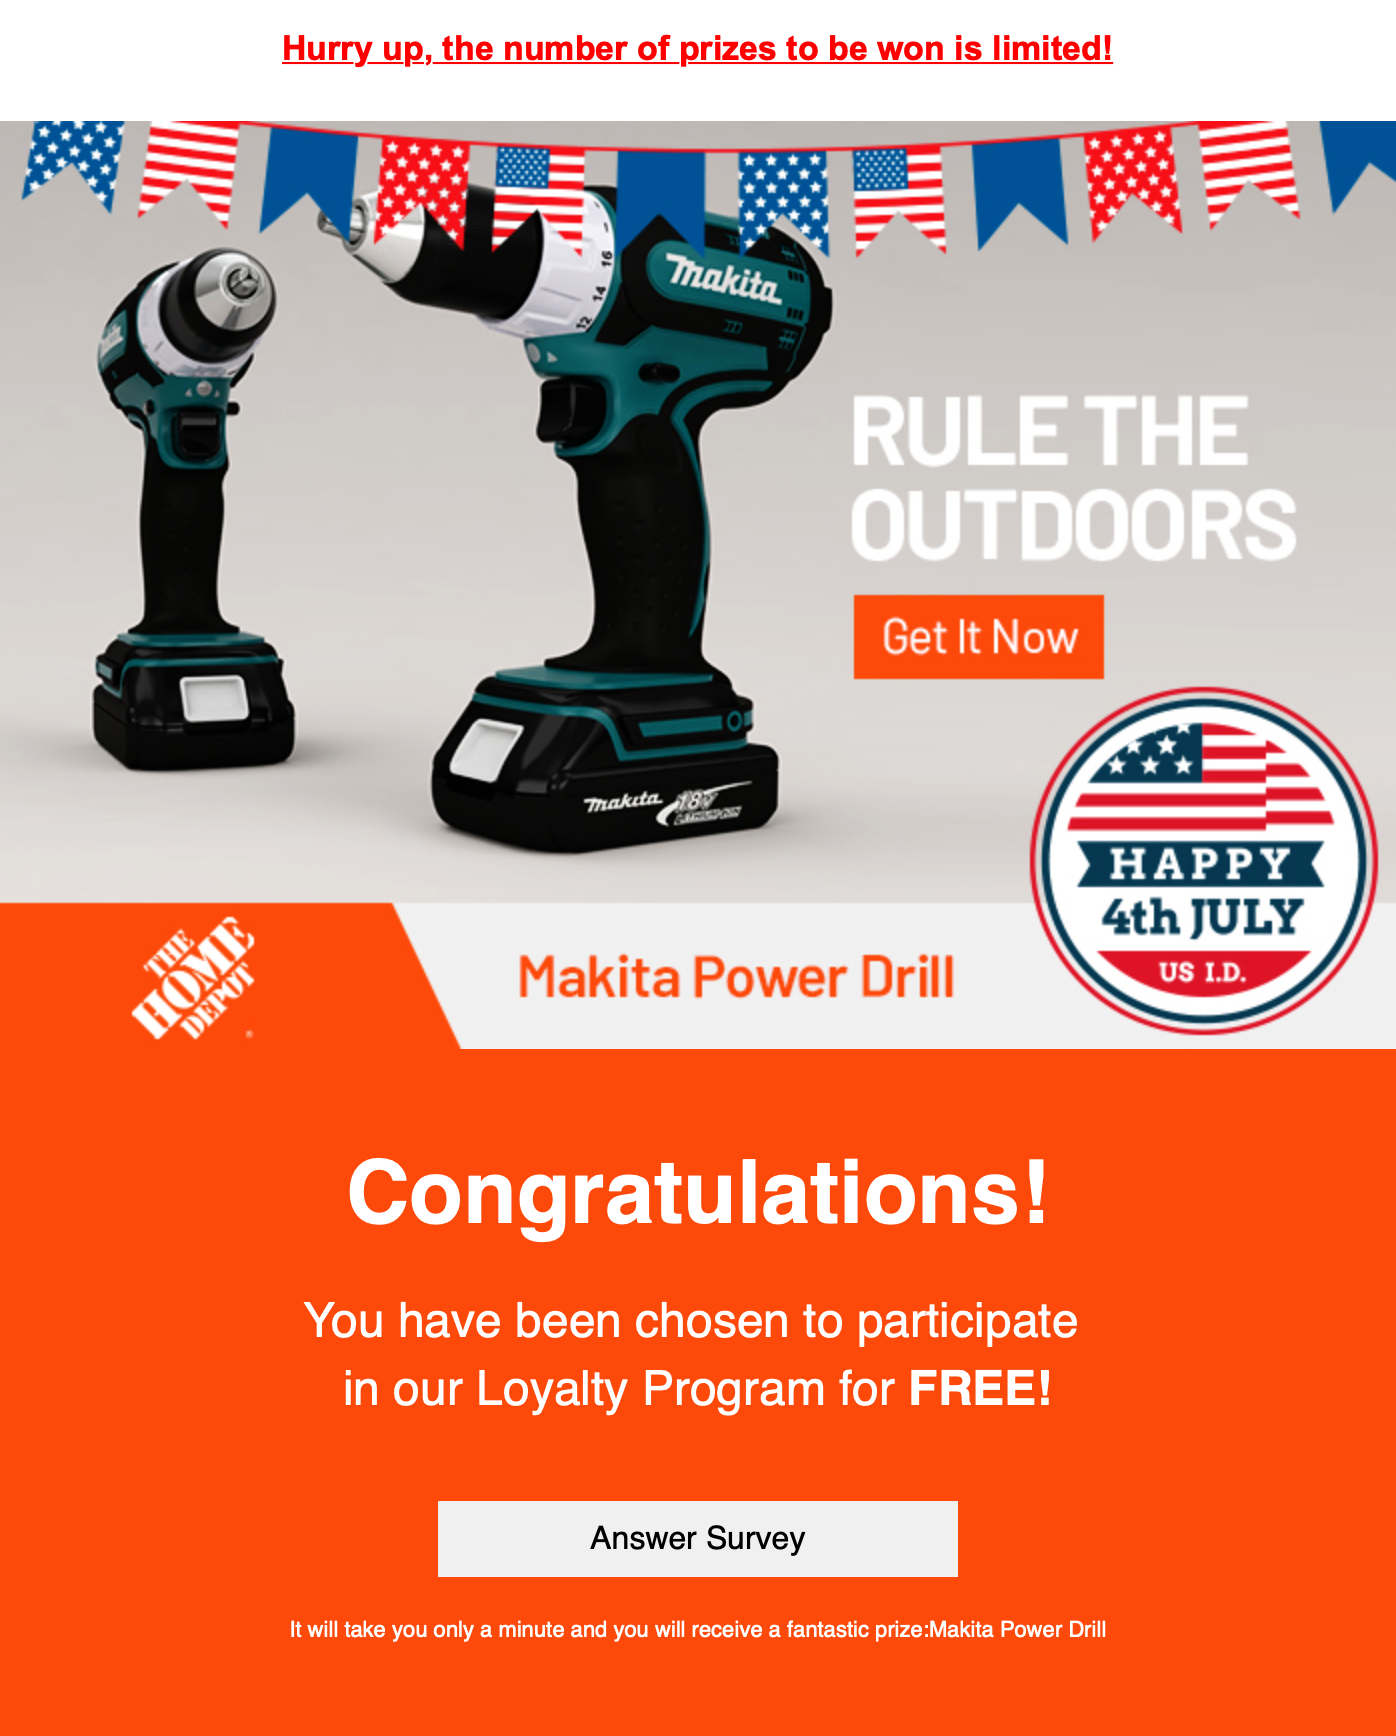 Hurry up, the number of prizes to be won is limited!
Makita
16
14
12
RULE THE
OUTDOORS
Get It Now
Makita 18V
LITHIUM-ION
HAPPY
4th JULY
US I.D.
THE
HOME
DEPOT
Makita Power Drill
Congratulations!
You have been chosen to participate
in our Loyalty Program for FREE!
Answer Survey
It will take you only a minute and you will receive a fantastic prize:Makita Power Drill